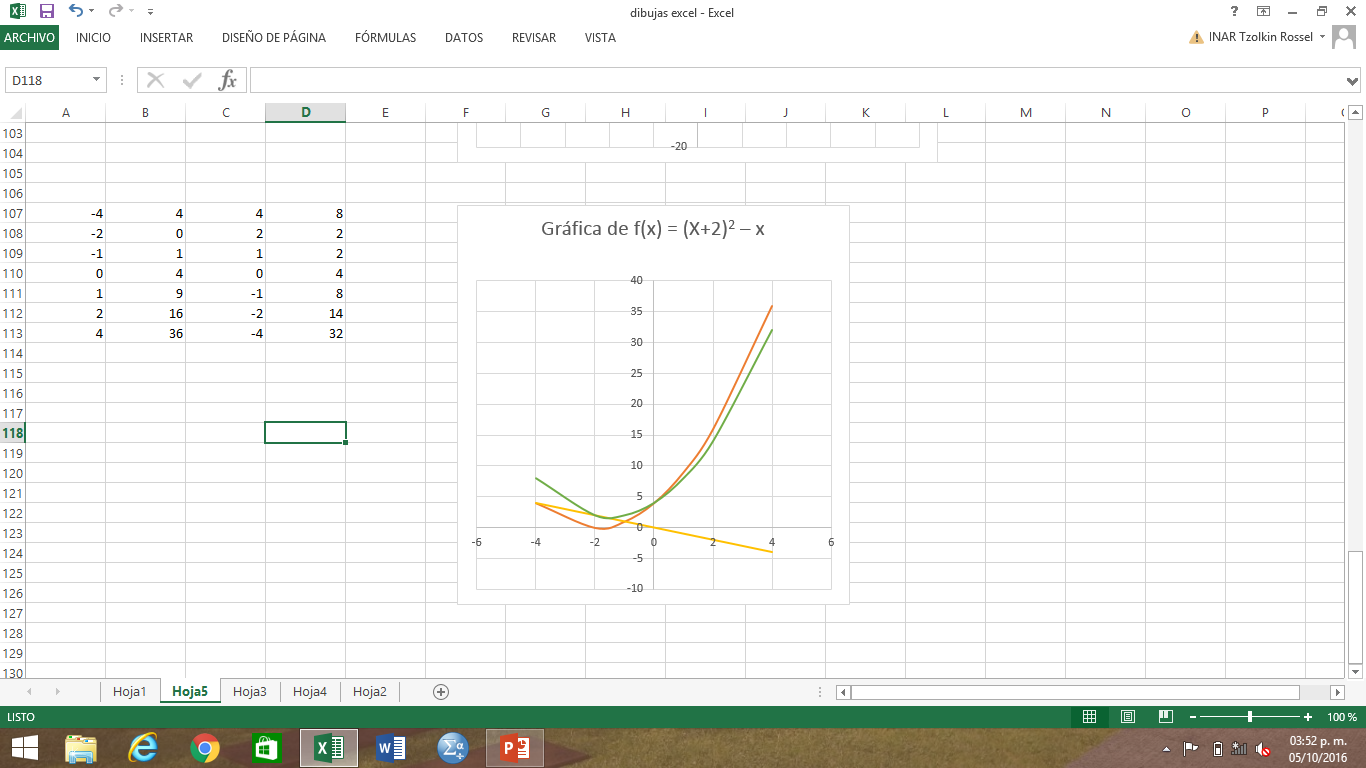 dibujas excel - Excel
ARCHIVO INICIO INSERTAR DISEÑO DE PÁGINA FÓRMULAS DATOS REVISAR VISTA INAR Tzolkin Rossel
D118 fx
A B C D E F G H I J K L M N O P
103
104 -20
105
106
107 -4 4 4 8
108 -2 0 2 2
109 -1 1 1 2
110 0 4 0 4
111 1 9 -1 8
112 2 16 -2 14
113 4 36 -4 32
114
115
116
117
118
119
120
121
122
123
124
125
126
127
128
129
130
Gráfica de f(x) = (X+2)² – x
40
35
30
25
20
15
10
5
0
-5
-10
-6 -4 -2 0 2 4 6
Hoja1 Hoja5 Hoja3 Hoja4 Hoja2
LISTO 100 %
03:52 p. m.
05/10/2016